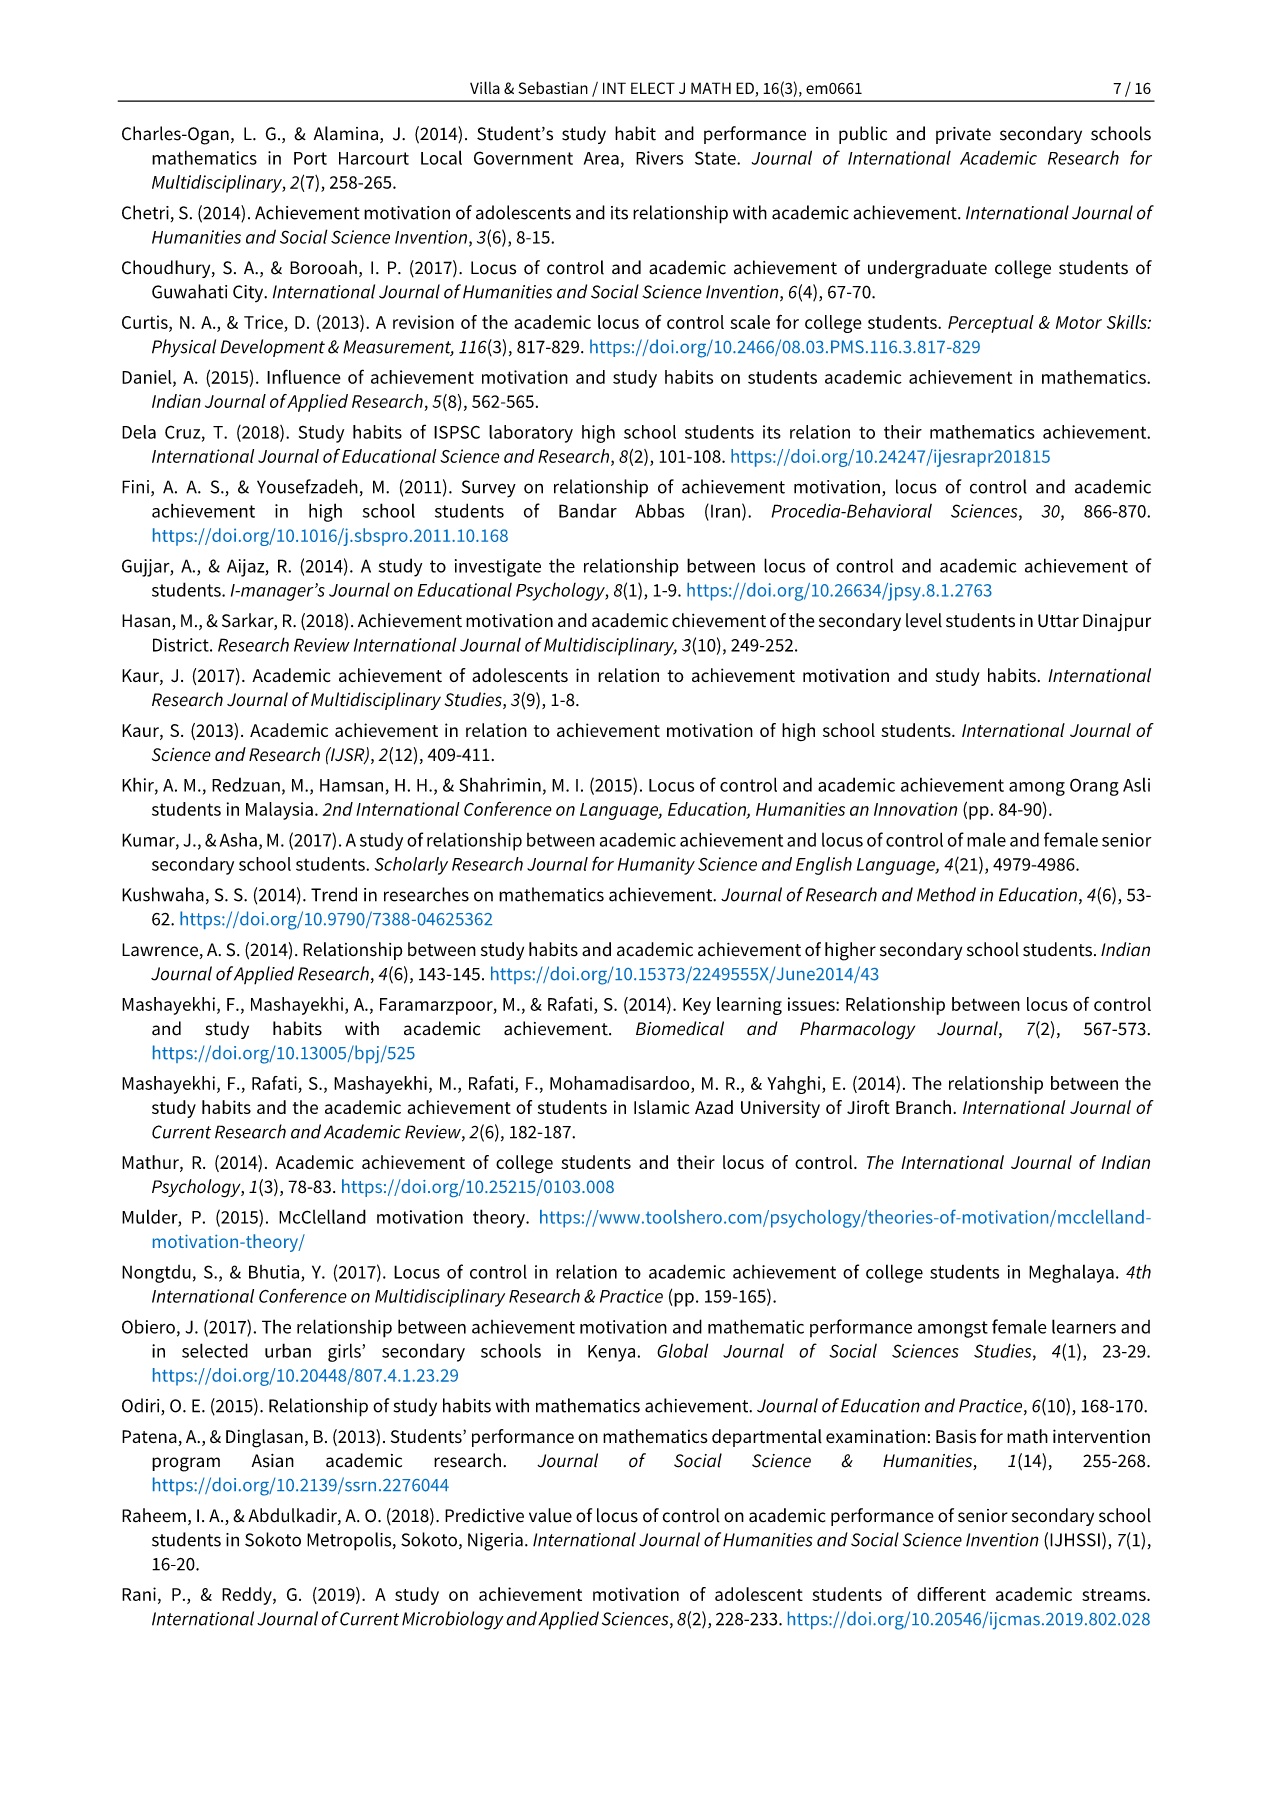 Villa & Sebastian / INT ELECT J MATH ED, 16(3), em0661 7 / 16
Charles-Ogan, L. G., & Alamina, J. (2014). Student’s study habit and performance in public and private secondary schools
mathematics in Port Harcourt Local Government Area, Rivers State. Journal of International Academic Research for
Multidisciplinary, 2(7), 258-265.
Chetri, S. (2014). Achievement motivation of adolescents and its relationship with academic achievement. International Journal of
Humanities and Social Science Invention, 3(6), 8-15.
Choudhury, S. A., & Borooah, I. P. (2017). Locus of control and academic achievement of undergraduate college students of
Guwahati City. International Journal of Humanities and Social Science Invention, 6(4), 67-70.
Curtis, N. A., & Trice, D. (2013). A revision of the academic locus of control scale for college students. Perceptual & Motor Skills:
Physical Development & Measurement, 116(3), 817-829. https://doi.org/10.2466/08.03.PMS.116.3.817-829
Daniel, A. (2015). Influence of achievement motivation and study habits on students academic achievement in mathematics.
Indian Journal of Applied Research, 5(8), 562-565.
Dela Cruz, T. (2018). Study habits of ISPSC laboratory high school students its relation to their mathematics achievement.
International Journal of Educational Science and Research, 8(2), 101-108. https://doi.org/10.24247/ijesrapr201815
Fini, A. A. S., & Yousefzadeh, M. (2011). Survey on relationship of achievement motivation, locus of control and academic
achievement in high school students of Bandar Abbas (Iran). Procedia-Behavioral Sciences, 30, 866-870.
https://doi.org/10.1016/j.sbspro.2011.10.168
Gujjar, A., & Aijaz, R. (2014). A study to investigate the relationship between locus of control and academic achievement of
students. I-manager’s Journal on Educational Psychology, 8(1), 1-9. https://doi.org/10.26634/jpsy.8.1.2763
Hasan, M., & Sarkar, R. (2018). Achievement motivation and academic chievement of the secondary level students in Uttar Dinajpur
District. Research Review International Journal of Multidisciplinary, 3(10), 249-252.
Kaur, J. (2017). Academic achievement of adolescents in relation to achievement motivation and study habits. International
Research Journal of Multidisciplinary Studies, 3(9), 1-8.
Kaur, S. (2013). Academic achievement in relation to achievement motivation of high school students. International Journal of
Science and Research (IJSR), 2(12), 409-411.
Khir, A. M., Redzuan, M., Hamsan, H. H., & Shahrimin, M. I. (2015). Locus of control and academic achievement among Orang Asli
students in Malaysia. 2nd International Conference on Language, Education, Humanities an Innovation (pp. 84-90).
Kumar, J., & Asha, M. (2017). A study of relationship between academic achievement and locus of control of male and female senior
secondary school students. Scholarly Research Journal for Humanity Science and English Language, 4(21), 4979-4986.
Kushwaha, S. S. (2014). Trend in researches on mathematics achievement. Journal of Research and Method in Education, 4(6), 53-
62. https://doi.org/10.9790/7388-04625362
Lawrence, A. S. (2014). Relationship between study habits and academic achievement of higher secondary school students. Indian
Journal of Applied Research, 4(6), 143-145. https://doi.org/10.15373/2249555X/June2014/43
Mashayekhi, F., Mashayekhi, A., Faramarzpoor, M., & Rafati, S. (2014). Key learning issues: Relationship between locus of control
and study habits with academic achievement. Biomedical and Pharmacology Journal, 7(2), 567-573.
https://doi.org/10.13005/bpj/525
Mashayekhi, F., Rafati, S., Mashayekhi, M., Rafati, F., Mohamadisardoo, M. R., & Yahghi, E. (2014). The relationship between the
study habits and the academic achievement of students in Islamic Azad University of Jiroft Branch. International Journal of
Current Research and Academic Review, 2(6), 182-187.
Mathur, R. (2014). Academic achievement of college students and their locus of control. The International Journal of Indian
Psychology, 1(3), 78-83. https://doi.org/10.25215/0103.008
Mulder, P. (2015). McClelland motivation theory. https://www.toolshero.com/psychology/theories-of-motivation/mcclelland-
motivation-theory/
Nongtdu, S., & Bhutia, Y. (2017). Locus of control in relation to academic achievement of college students in Meghalaya. 4th
International Conference on Multidisciplinary Research & Practice (pp. 159-165).
Obiero, J. (2017). The relationship between achievement motivation and mathematic performance amongst female learners and
in selected urban girls’ secondary schools in Kenya. Global Journal of Social Sciences Studies, 4(1), 23-29.
https://doi.org/10.20448/807.4.1.23.29
Odiri, O. E. (2015). Relationship of study habits with mathematics achievement. Journal of Education and Practice, 6(10), 168-170.
Patena, A., & Dinglasan, B. (2013). Students’ performance on mathematics departmental examination: Basis for math intervention
program Asian academic research. Journal of Social Science & Humanities, 1(14), 255-268.
https://doi.org/10.2139/ssrn.2276044
Raheem, I. A., & Abdulkadir, A. O. (2018). Predictive value of locus of control on academic performance of senior secondary school
students in Sokoto Metropolis, Sokoto, Nigeria. International Journal of Humanities and Social Science Invention (IJHSSI), 7(1),
16-20.
Rani, P., & Reddy, G. (2019). A study on achievement motivation of adolescent students of different academic streams.
International Journal of Current Microbiology and Applied Sciences, 8(2), 228-233. https://doi.org/10.20546/ijcmas.2019.802.028